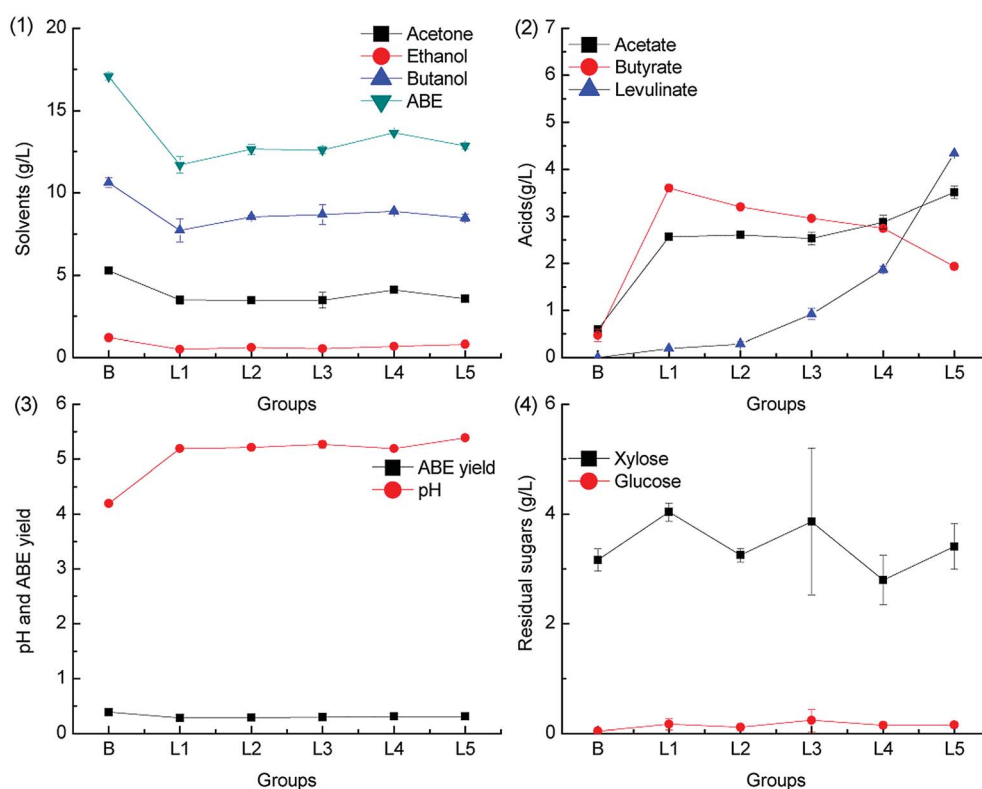 (1)
20
15
10
5
0
Solvents (g/L)
Acetone
Ethanol
Butanol
ABE
B L1 L2 L3 L4 L5
Groups
(2)
7
6
5
4
3
2
1
0
Acids(g/L)
Acetate
Butyrate
Levulinate
B L1 L2 L3 L4 L5
Groups
(3)
6
5
4
3
2
1
0
pH and ABE yield
ABE yield
pH
B L1 L2 L3 L4 L5
Groups
(4)
6
4
2
0
Residual sugars (g/L)
Xylose
Glucose
B L1 L2 L3 L4 L5
Groups